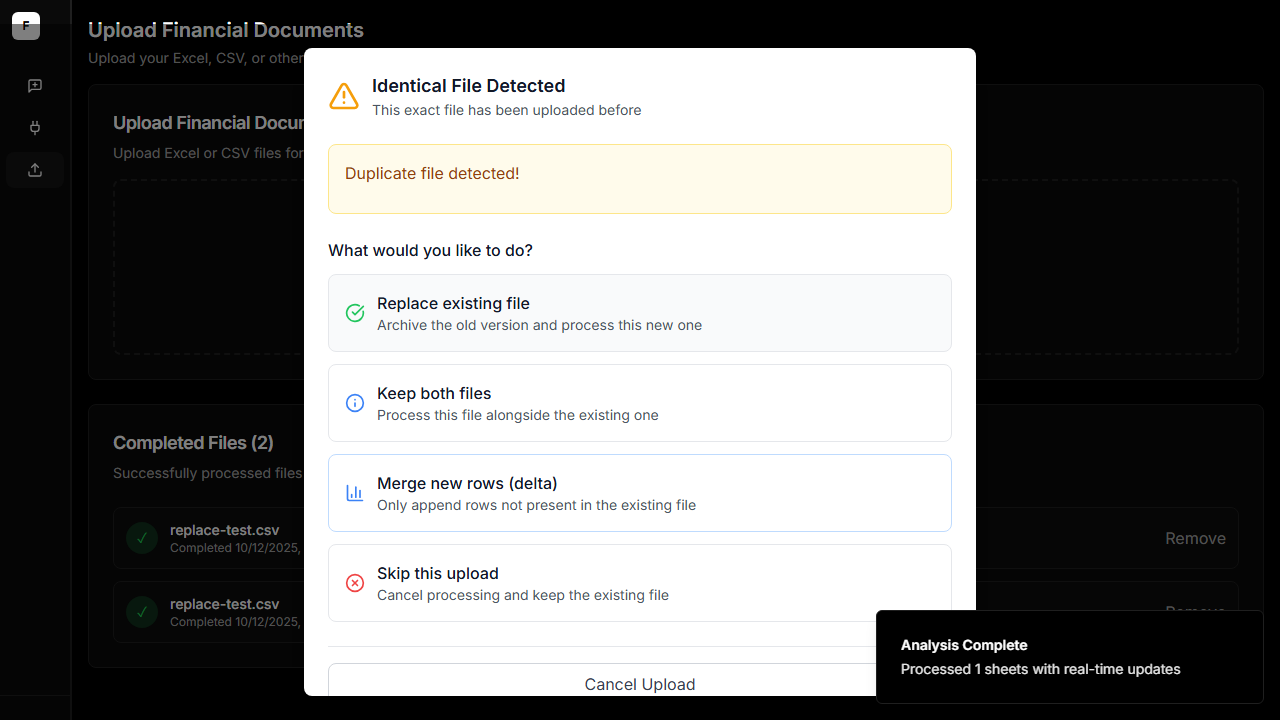 F
Upload Financial Documents
Upload your Excel, CSV, or other
Upload Financial Docum
Upload Excel or CSV files for
Identical File Detected
This exact file has been uploaded before
Duplicate file detected!
What would you like to do?
Replace existing file
Archive the old version and process this new one
Keep both files
Process this file alongside the existing one
Merge new rows (delta)
Only append rows not present in the existing file
Skip this upload
Cancel processing and keep the existing file
Cancel Upload
Completed Files (2)
Successfully processed files
replace-test.csv
Completed 10/12/2025,
Remove
replace-test.csv
Completed 10/12/2025,
Remove
Analysis Complete
Processed 1 sheets with real-time updates